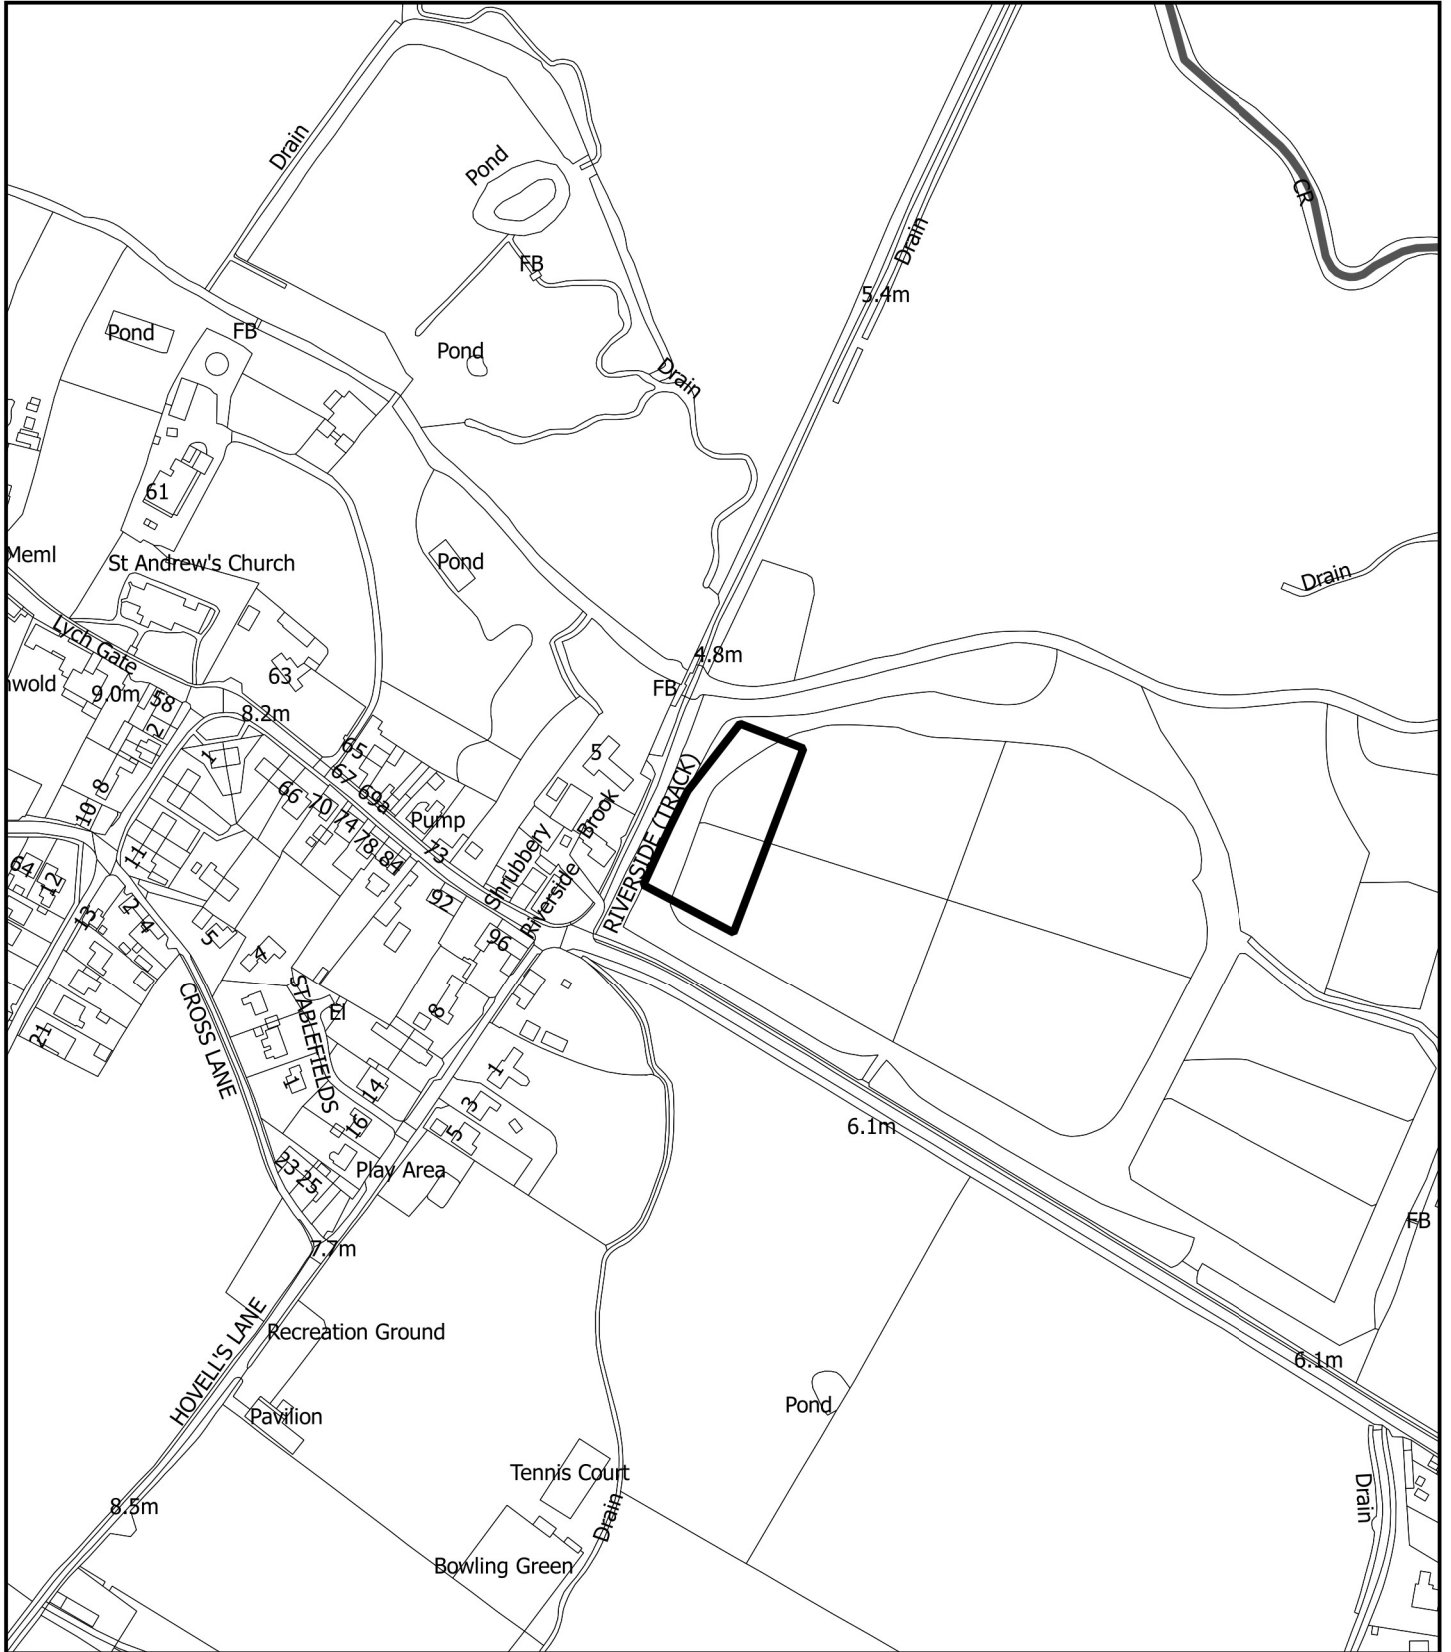 Drain
Pond
CR
Drain
FB
5.4m
Pond
FB
Pond
Drain
61
Meml
St Andrew's Church
Pond
Drain
Lych Gate
4.8m
63
nwold
9.0m
58
FB
8.2m
2
65
5
1
67
8
69a
66
70
RIVERSIDE (TRACK)
10
74
Pump
Brook
78
73
11
84
Shrubbery
64
12
Riverside
92
2
13
4
5
96
4
STABLEFIELDS
El
8
CROSS LANE
21
1
1
14
3
16
5
6.1m
23
25
Play Area
FB
7.7m
HOVELL'S LANE
Recreation Ground
6.1m
Pond
Pavilion
Tennis Court
8.5m
Drain
Drain
Bowling Green